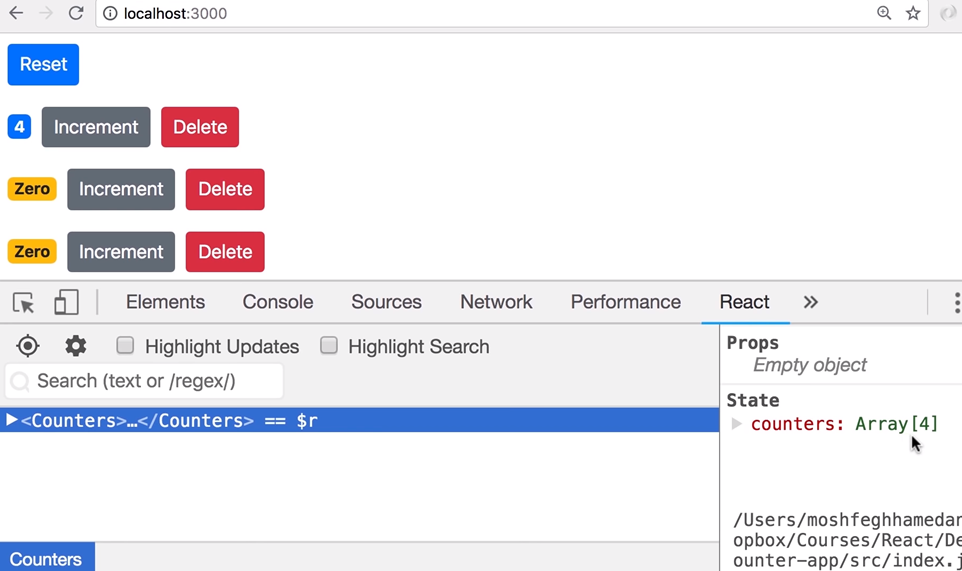 localhost:3000
Reset
4 Increment Delete
Zero Increment Delete
Zero Increment Delete
Elements Console Sources Network Performance React »
Highlight Updates Highlight Search
Search (text or /regex/)
<Counters>…</Counters> == $r
Counters
Props
Empty object
State
counters: Array[4]
/Users/moshfeghhamedan
opbox/Courses/React/De
ounter-app/src/index.j